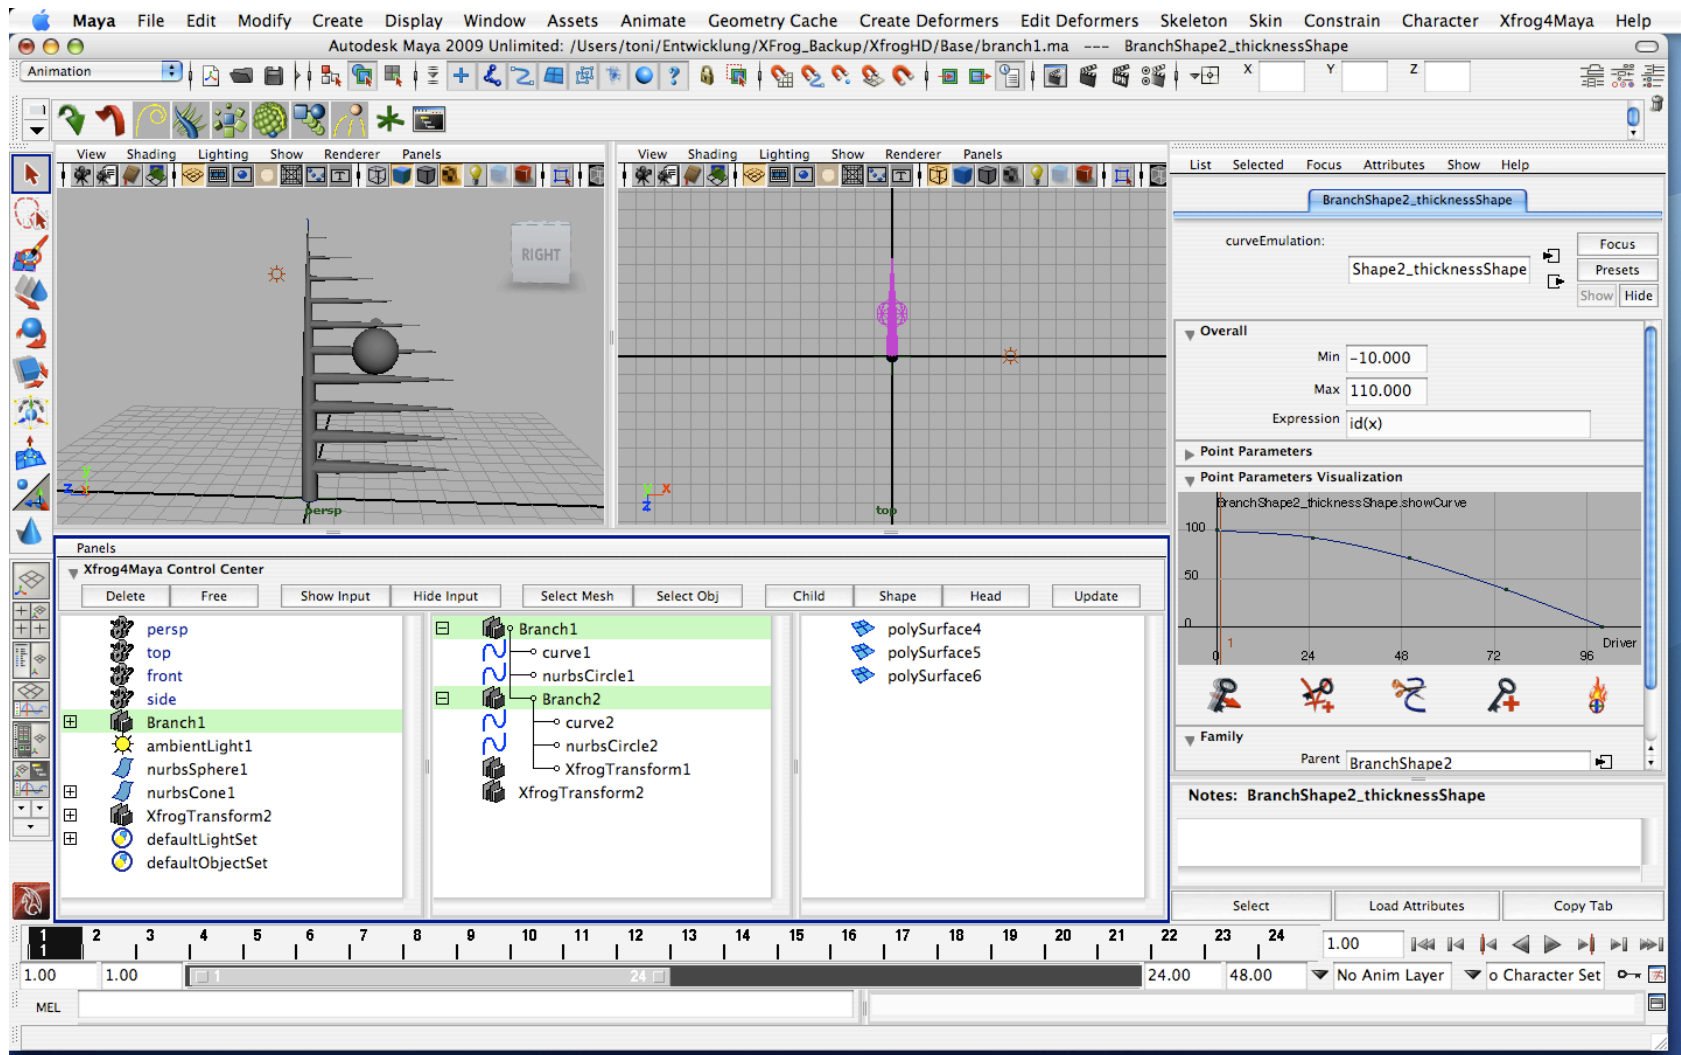 Maya File Edit Modify Create Display Window Assets Animate Geometry Cache Create Deformers Edit Deformers Skeleton Skin Constrain Character Xfrog4Maya Help
Autodesk Maya 2009 Unlimited: /Users/toni/Entwicklung/XFrog_Backup/XfrogHD/Base/branch1.ma --- BranchShape2_thicknessShape
Animation
X Y Z
View Shading Lighting Show Renderer Panels
View Shading Lighting Show Renderer Panels
List Selected Focus Attributes Show Help
BranchShape2_thicknessShape
curveEmulation:
Shape2_thicknessShape
Focus
Presets
Show Hide
RIGHT
persp
top
Overall
Min -10.000
Max 110.000
Expression id(x)
Point Parameters
Point Parameters Visualization
BranchShape2_thicknessShape.showCurve
100
50
0
1
Driver
0 24 48 72 96
Family
Parent BranchShape2
Notes: BranchShape2_thicknessShape
Select Load Attributes Copy Tab
Panels
Xfrog4Maya Control Center
Delete Free Show Input Hide Input Select Mesh Select Obj Child Shape Head Update
persp
top
front
side
Branch1
ambientLight1
nurbsSphere1
nurbsCone1
XfrogTransform2
defaultLightSet
defaultObjectSet
Branch1
curve1
nurbsCircle1
Branch2
curve2
nurbsCircle2
XfrogTransform1
XfrogTransform2
polySurface4
polySurface5
polySurface6
1 2 3 4 5 6 7 8 9 10 11 12 13 14 15 16 17 18 19 20 21 22 23 24
1
1.00
1.00 1.00 1 24 24.00 48.00 No Anim Layer o Character Set
MEL